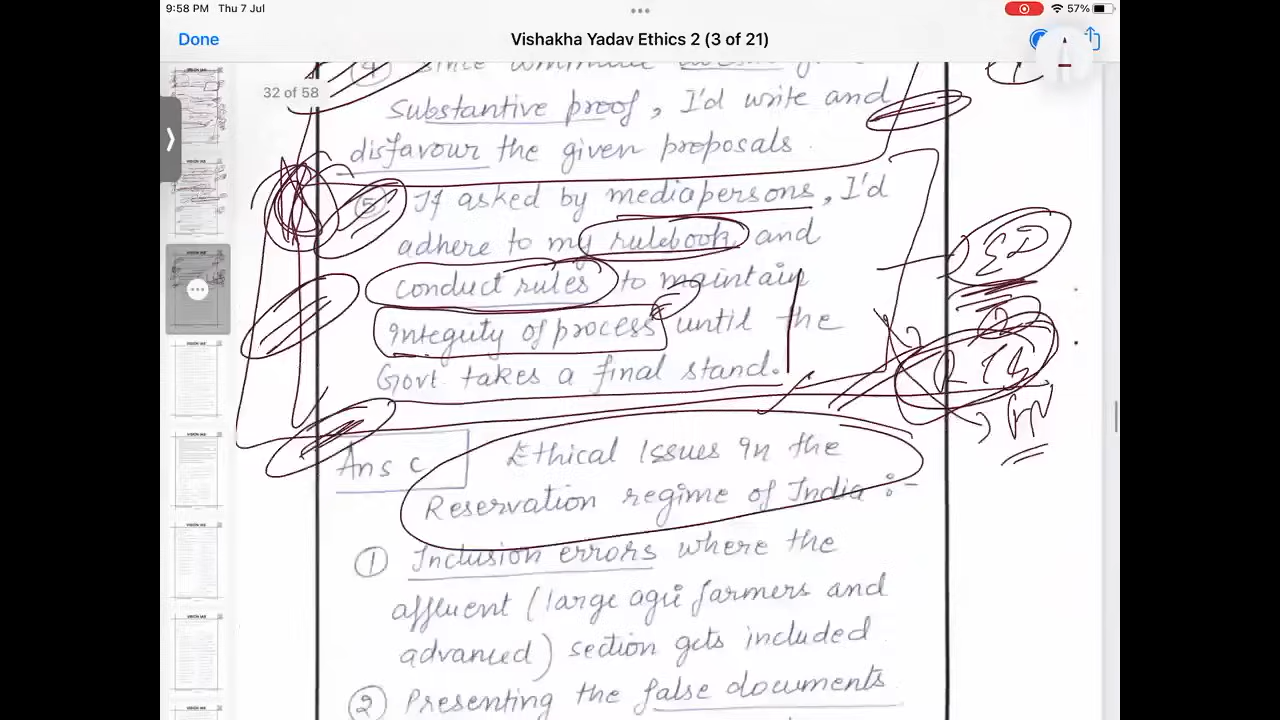 9:58 PM Thu 7 Jul
57%
Done
Vishakha Yadav Ethics 2 (3 of 21)
32 of 58
4
Since
substantive proof, I'd write and
disfavour the given proposals.
5 If asked by mediapersons, I'd
adhere to my rulebook and
conduct rules to maintain
integrity of process until the
Govt takes a final stand.
Ans C
Ethical Issues in the
Reservation regime of India :-
1 Inclusion errors where the
affluent (large agri farmers and
advanced) section gets included
2 Presenting the false documents